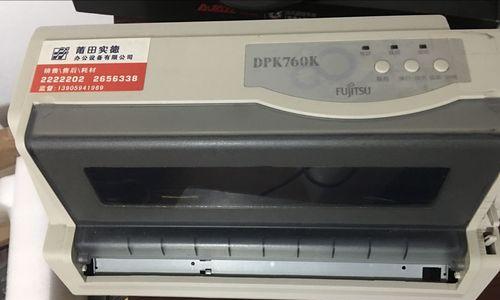 莆田实德
办公设备有限公司
销售\售后\耗材
2222202 2656338
监督:13905941969
DPK760K
FUJITSU